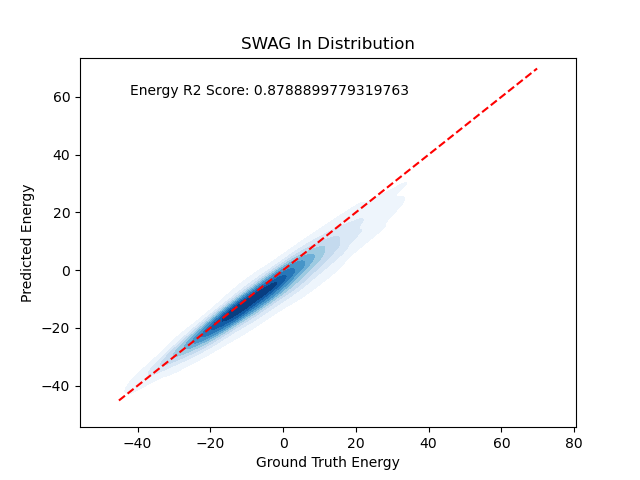 SWAG In Distribution
Energy R2 Score: 0.8788899779319763
Predicted Energy
60
40
20
0
−20
−40
−40 −20 0 20 40 60 80
Ground Truth Energy